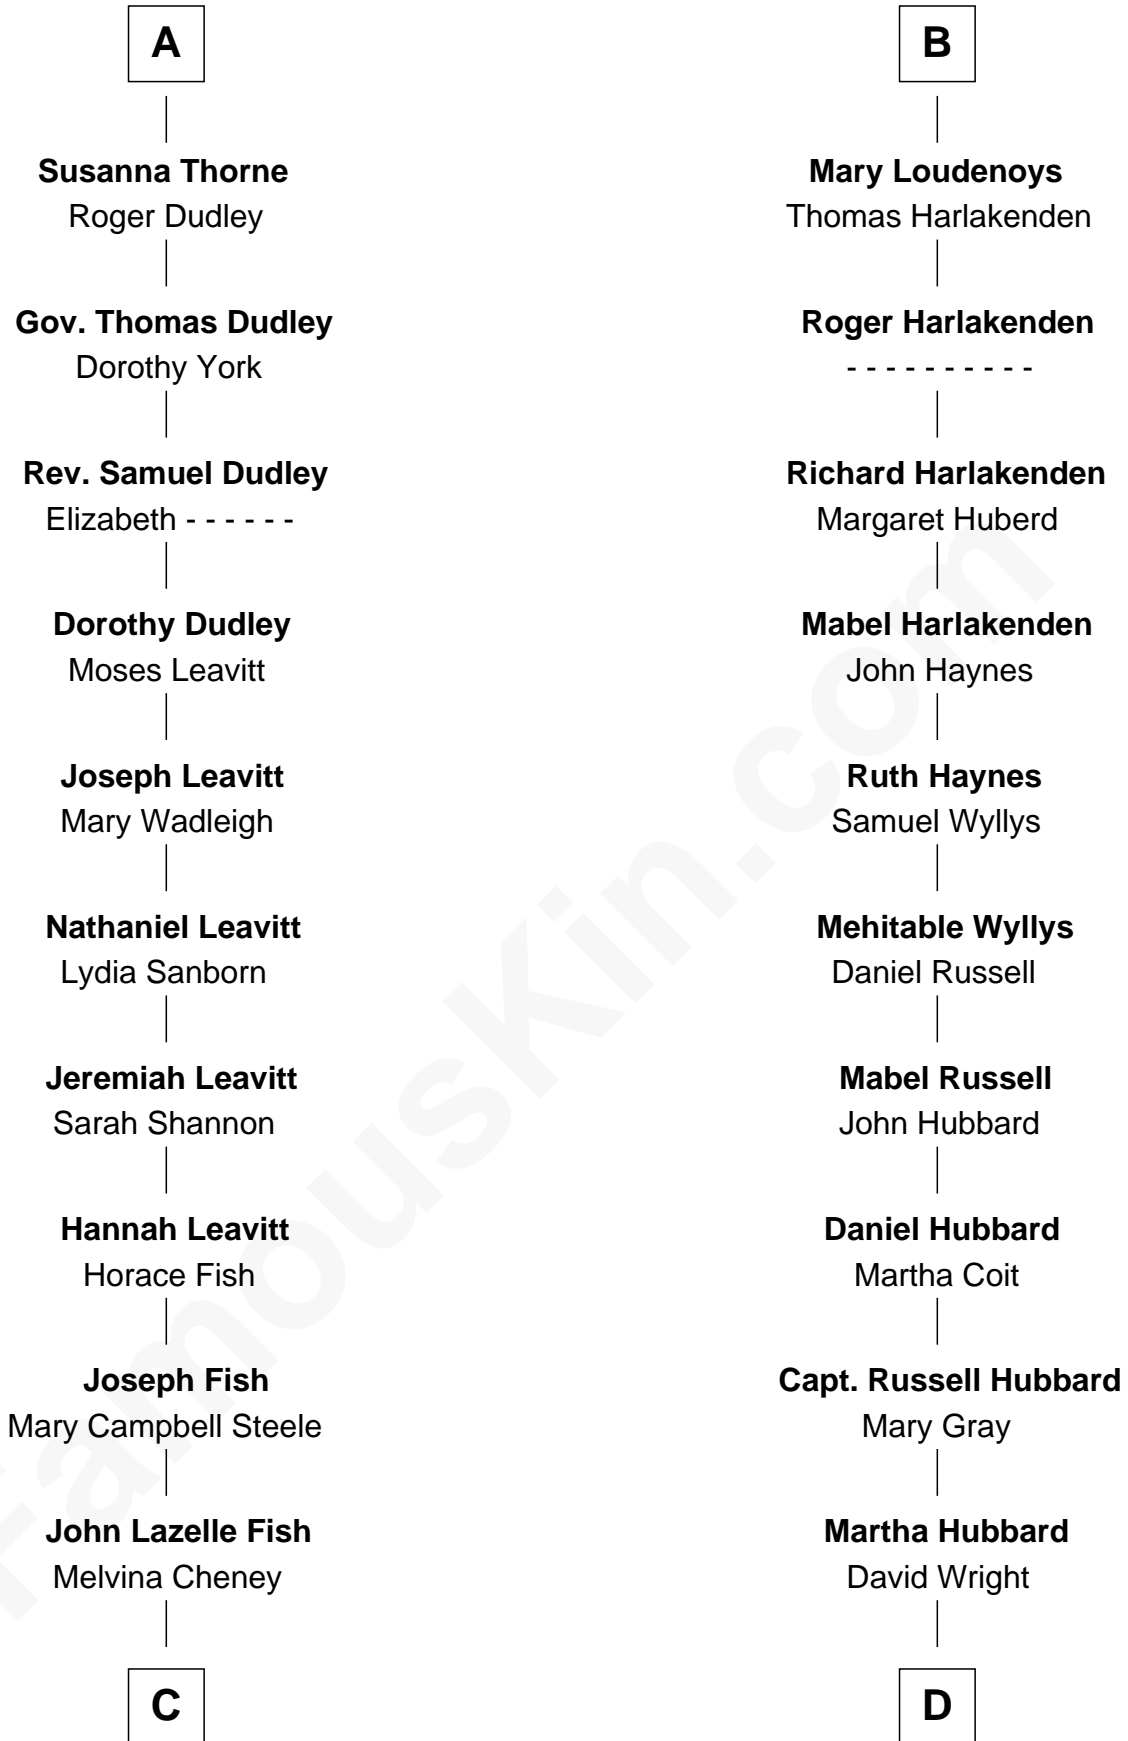 A
Susanna Thorne
Roger Dudley
Gov. Thomas Dudley
Dorothy York
Rev. Samuel Dudley
Elizabeth - - - - - -
Dorothy Dudley
Moses Leavitt
Joseph Leavitt
Mary Wadleigh
Nathaniel Leavitt
Lydia Sanborn
Jeremiah Leavitt
Sarah Shannon
Hannah Leavitt
Horace Fish
Joseph Fish
Mary Campbell Steele
John Lazelle Fish
Melvina Cheney
C
B
Mary Loudenoys
Thomas Harlakenden
Roger Harlakenden
- - - - - - - - - -
Richard Harlakenden
Margaret Huberd
Mabel Harlakenden
John Haynes
Ruth Haynes
Samuel Wyllys
Mehitable Wyllys
Daniel Russell
Mabel Russell
John Hubbard
Daniel Hubbard
Martha Coit
Capt. Russell Hubbard
Mary Gray
Martha Hubbard
David Wright
D
FamousKin.com